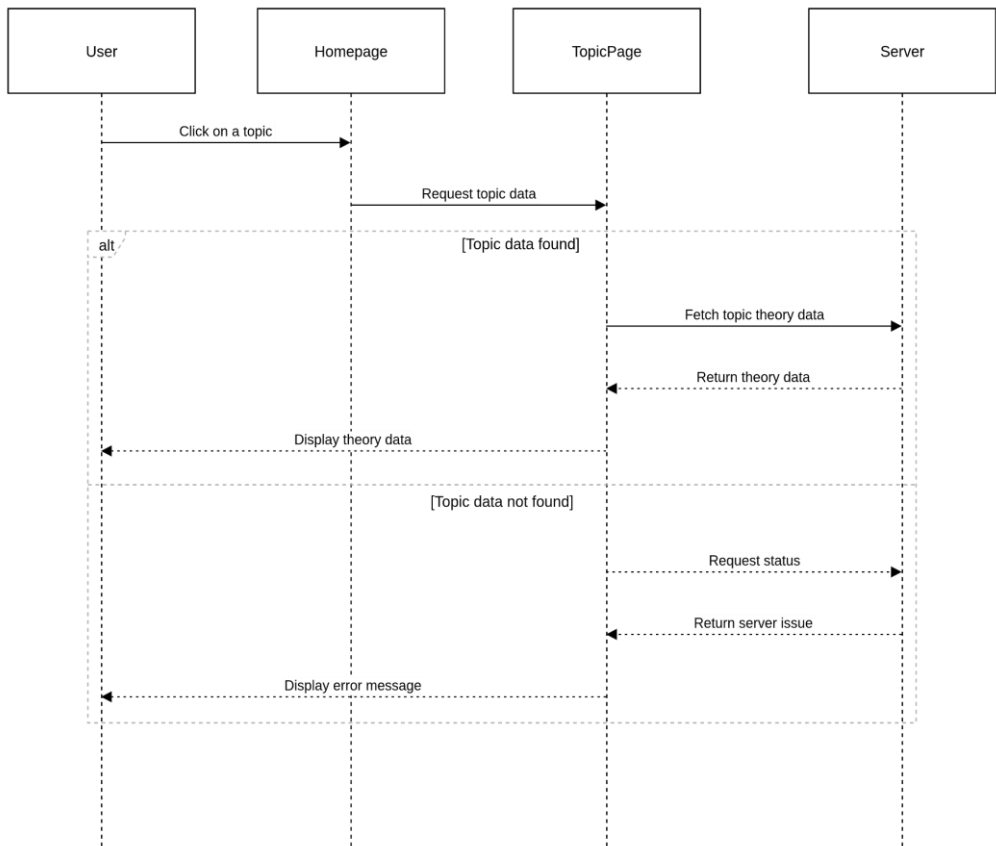 User
Homepage
TopicPage
Server
Click on a topic
Request topic data
alt
[Topic data found]
Fetch topic theory data
Return theory data
Display theory data
[Topic data not found]
Request status
Return server issue
Display error message